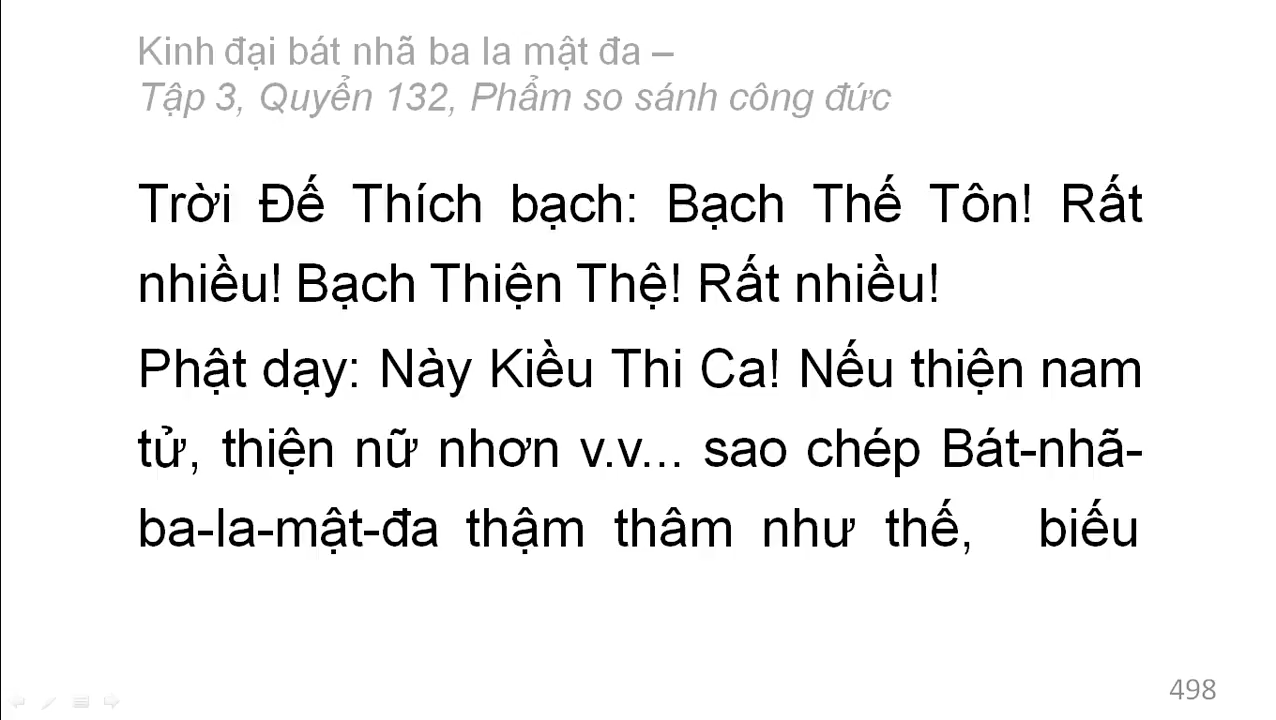 Kinh đại bát nhã ba la mật đa –
Tập 3, Quyển 132, Phẩm so sánh công đức
Trời Đế Thích bạch: Bạch Thế Tôn! Rất
nhiều! Bạch Thiện Thệ! Rất nhiều!
Phật dạy: Này Kiều Thi Ca! Nếu thiện nam
tử, thiện nữ nhơn v.v... sao chép Bát-nhã-
ba-la-mật-đa thậm thâm như thế, biếu
498